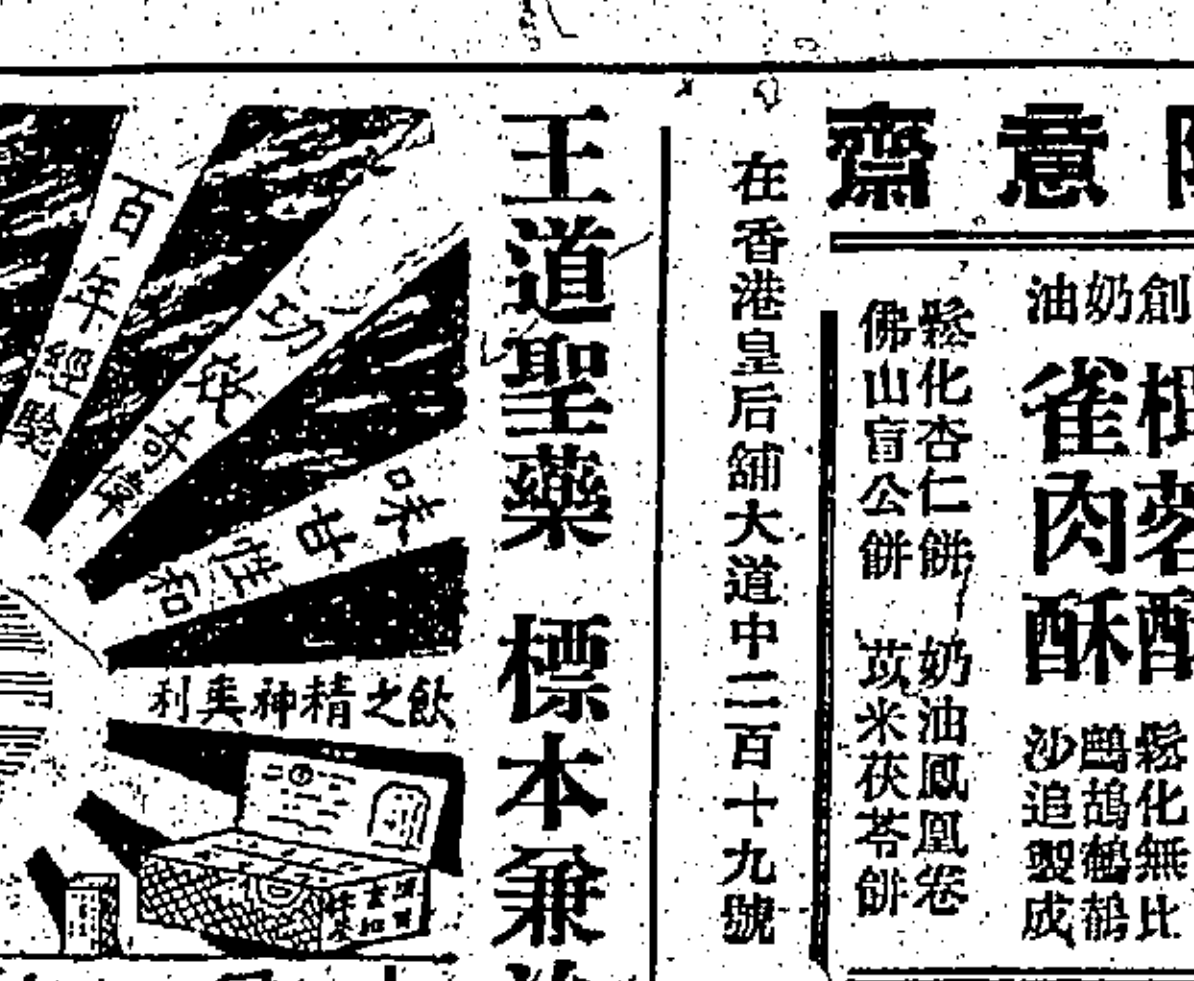 意齋
創奶油
雀肉酥
鬆化無比
鷓鴣鵪鶉
沙追製成
鬆化杏仁餅 奶油鳳凰卷
佛山盲公餅 苡米茯苓餅
在香港皇后舖大道中二百十九號
王道聖藥 標本兼
百年經驗
功效奇
味甘性和
飲之精神爽利